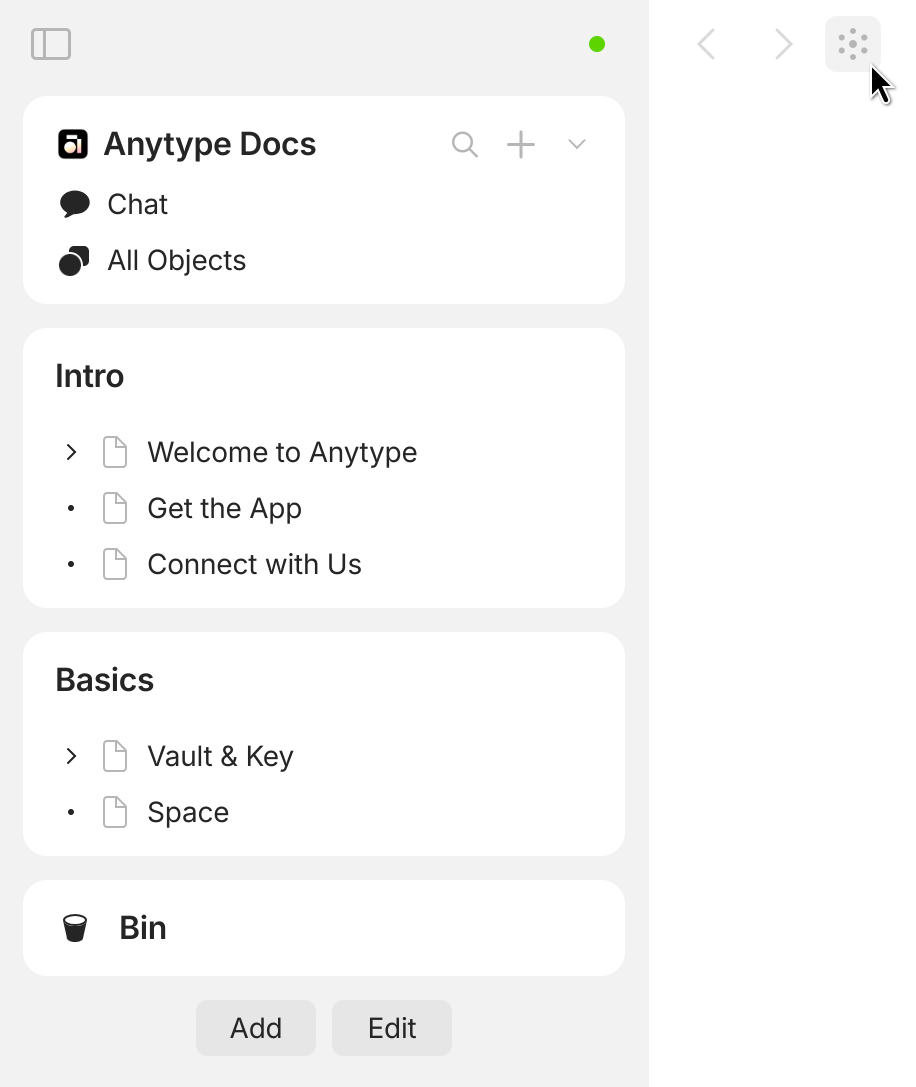 Anytype Docs
Chat
All Objects
Intro
Welcome to Anytype
Get the App
Connect with Us
Basics
Vault & Key
Space
Bin
Add Edit